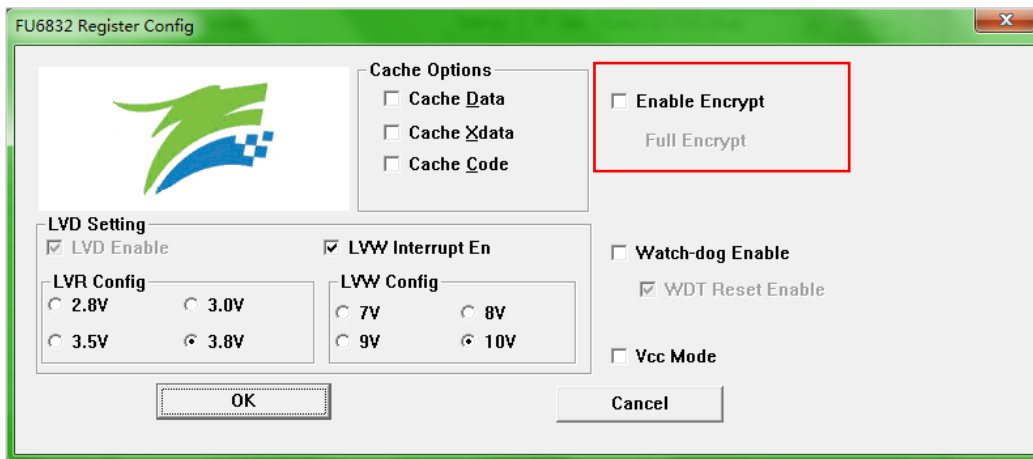 FU6832 Register Config
Cache Options
Cache Data
Cache Xdata
Cache Code
Enable Encrypt
Full Encrypt
LVD Setting
LVD Enable
LVW Interrupt En
LVR Config
2.8V 3.0V
3.5V 3.8V
LVW Config
7V 8V
9V 10V
Watch-dog Enable
WDT Reset Enable
Vcc Mode
OK
Cancel